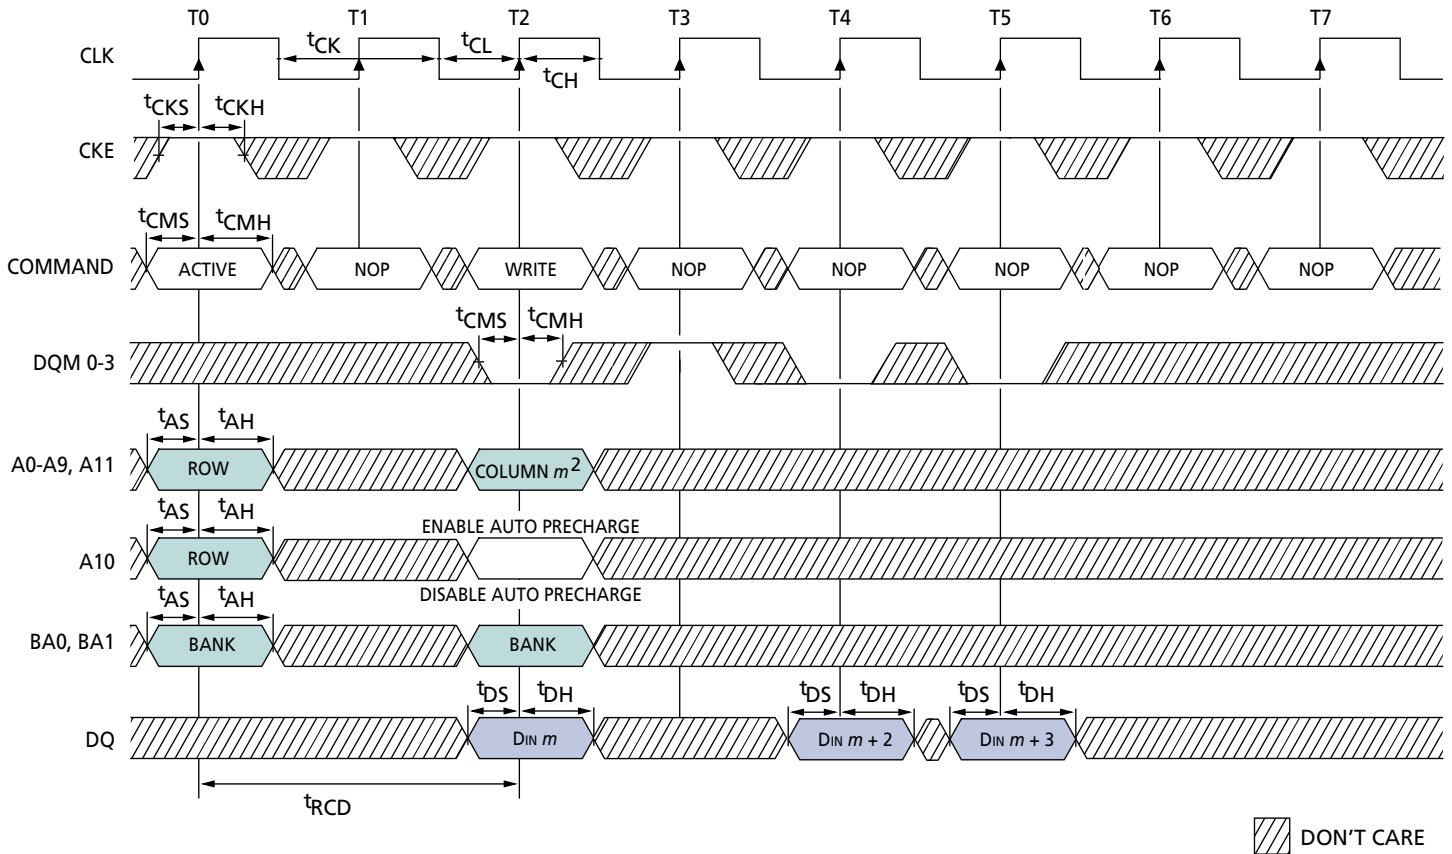 T0 T1 T2 T3 T4 T5 T6 T7
CLK tCK tCL
tCH
tCKS tCKH
CKE
tCMS tCMH
COMMAND ACTIVE NOP WRITE NOP NOP NOP NOP NOP
tCMS tCMH
DQM 0-3
tAS tAH
A0-A9, A11 ROW COLUMN m2
tAS tAH
ENABLE AUTO PRECHARGE
A10 ROW
DISABLE AUTO PRECHARGE
tAS tAH
BA0, BA1 BANK BANK
tDS tDH tDS tDH tDS tDH
DQ DIN m DIN m + 2 DIN m + 3
tRCD
DON'T CARE